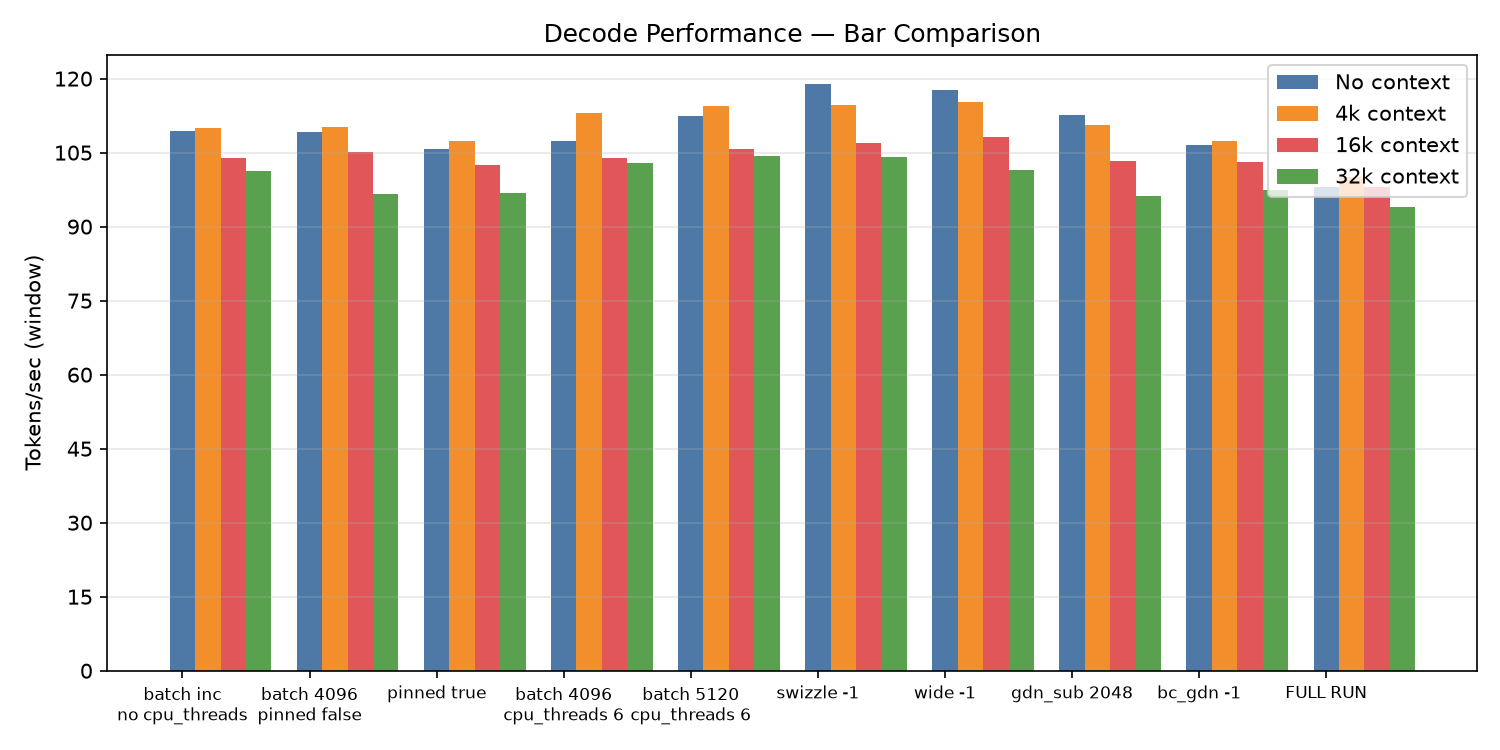 Decode Performance — Bar Comparison
No context
4k context
16k context
32k context
Tokens/sec (window)
120
105
90
75
60
45
30
15
0
batch inc
no cpu_threads
batch 4096
pinned false
pinned true
batch 4096
cpu_threads 6
batch 5120
cpu_threads 6
swizzle -1
wide -1
gdn_sub 2048
bc_gdn -1
FULL RUN